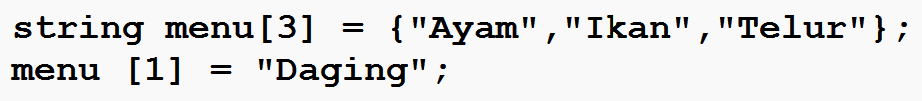 string menu[3] = {"Ayam","Ikan","Telur"};
menu [1] = "Daging";